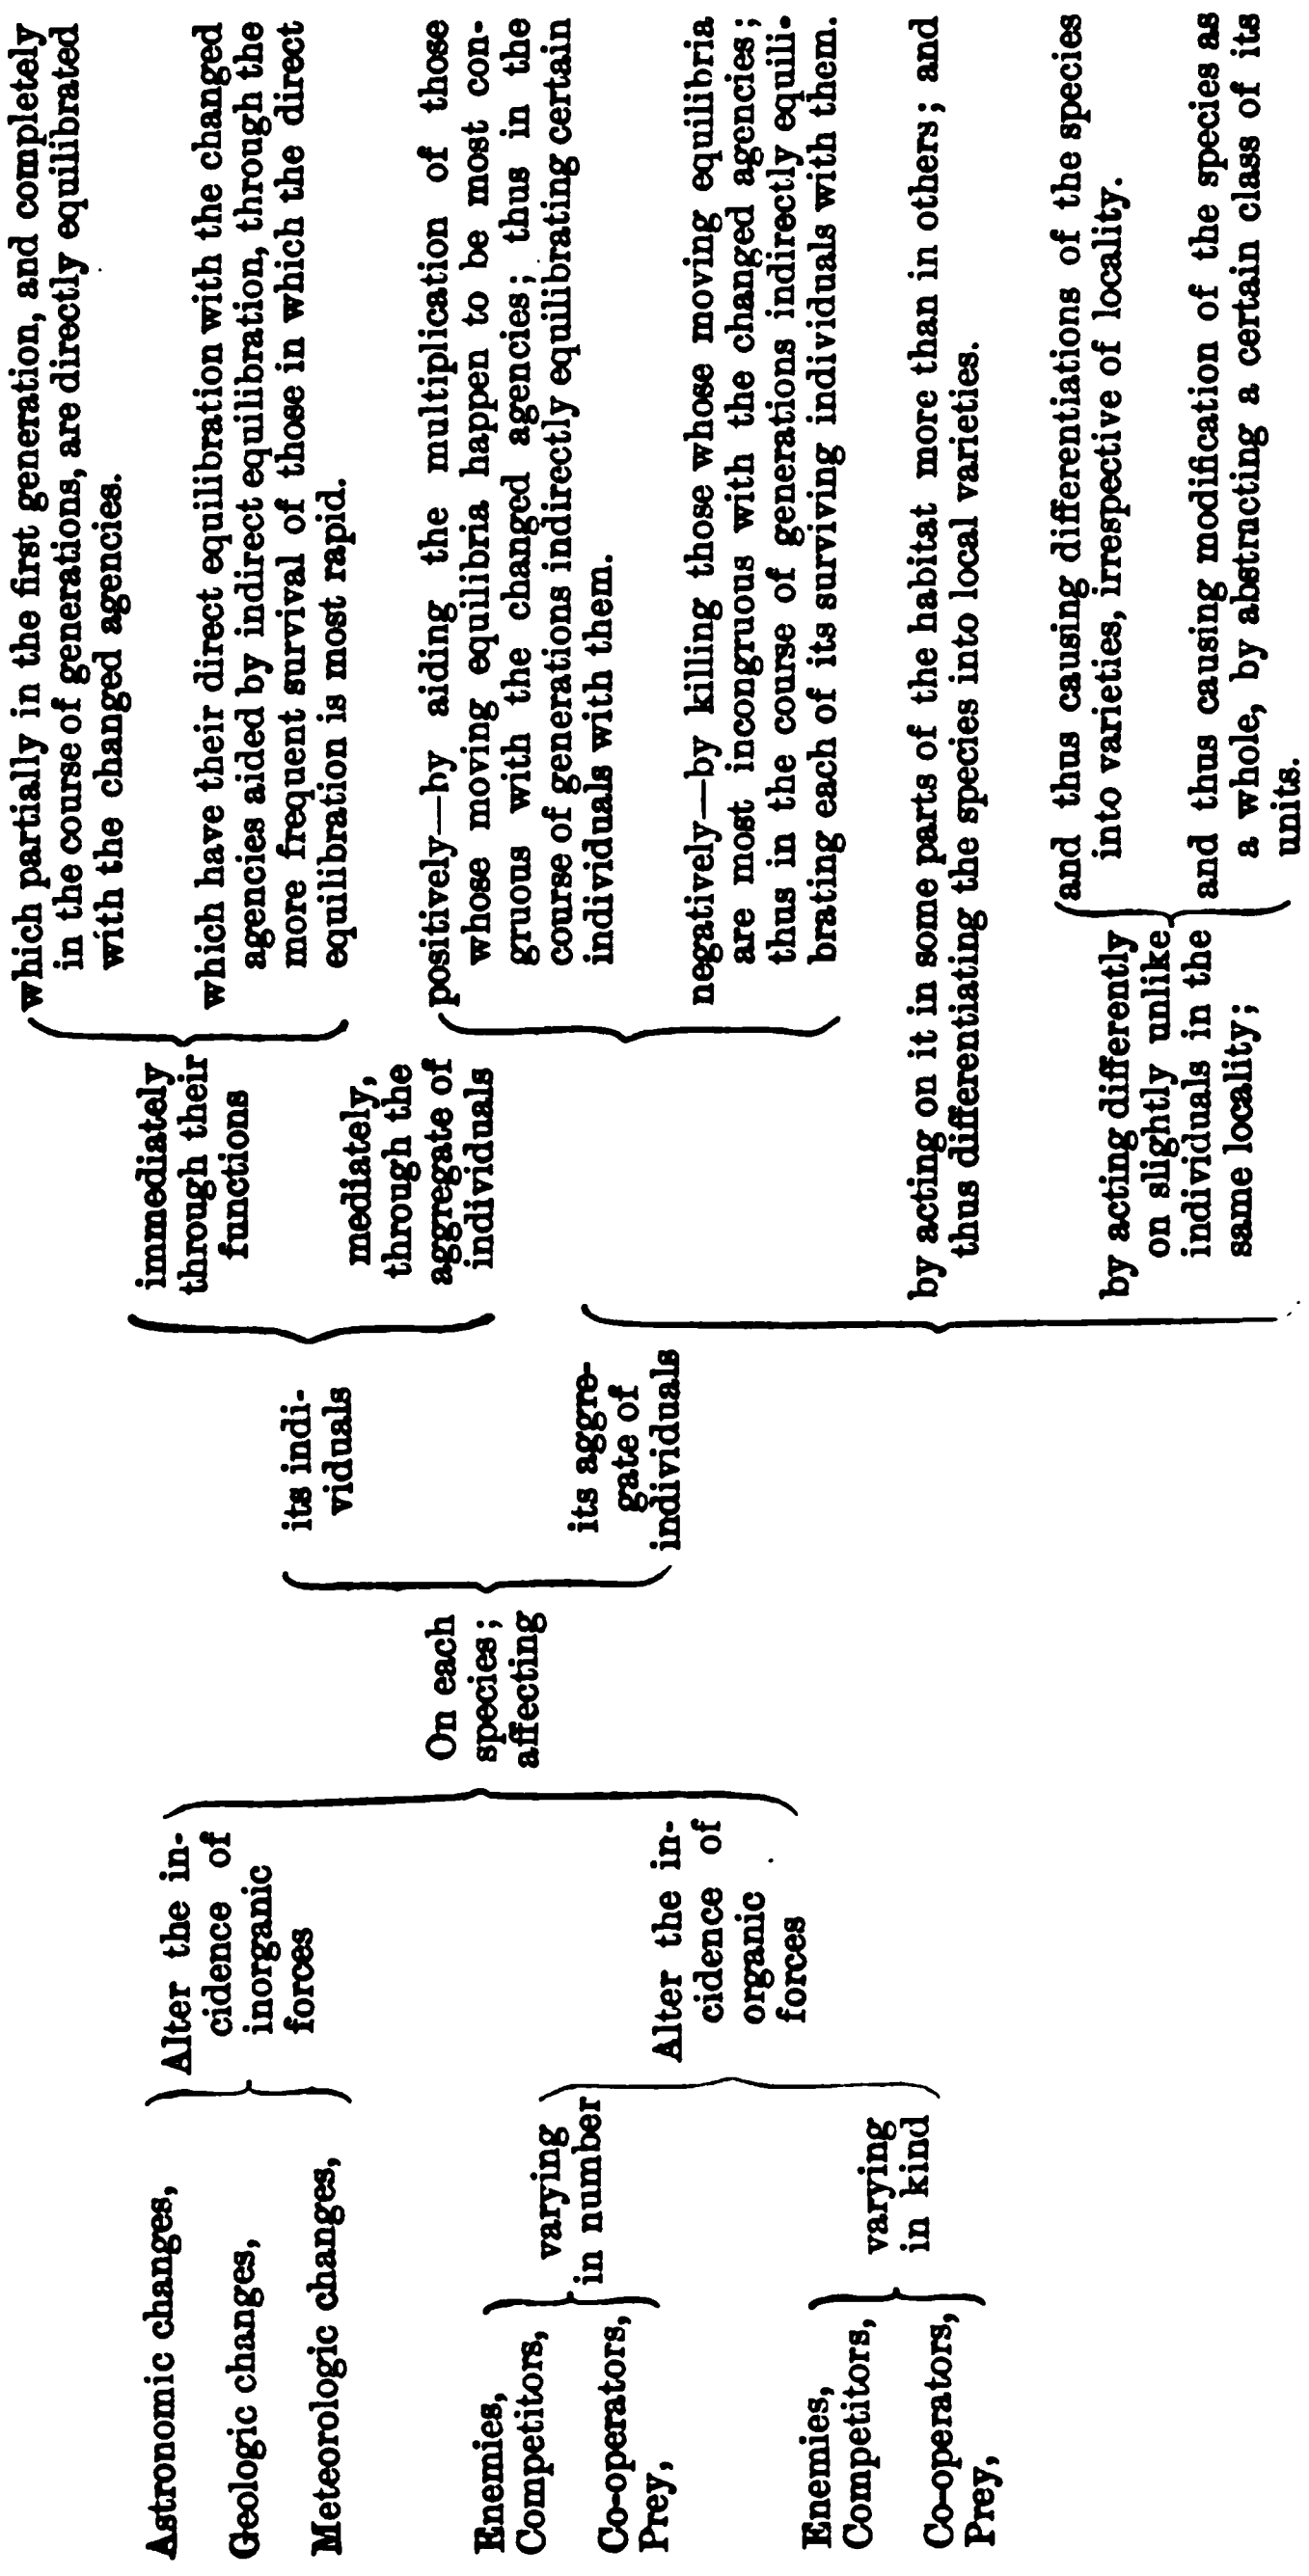 Astronomic changes,
Geologic changes,
Meteorologic changes,
Alter the in-
cidence of
inorganic
forces
Enemies,
Competitors,
Co-operators,
Prey,
varying
in number
Enemies,
Competitors,
Co-operators,
Prey,
varying
in kind
Alter the in-
cidence of
organic
forces
On each
species;
affecting
its indi-
viduals
immediately
through their
functions
which partially in the first generation, and completely
in the course of generations, are directly equilibrated
with the changed agencies.
which have their direct equilibration with the changed
agencies aided by indirect equilibration, through the
more frequent survival of those in which the direct
equilibration is most rapid.
mediately,
through the
aggregate of
individuals
positively—by aiding the multiplication of those
whose moving equilibria happen to be most con-
gruous with the changed agencies; thus in the
course of generations indirectly equilibrating certain
individuals with them.
negatively—by killing those whose moving equilibria
are most incongruous with the changed agencies;
thus in the course of generations indirectly equili-
brating each of its surviving individuals with them.
its aggre-
gate of
individuals
by acting on it in some parts of the habitat more than in others; and
thus differentiating the species into local varieties.
by acting differently
on slightly unlike
individuals in the
same locality;
and thus causing differentiations of the species
into varieties, irrespective of locality.
and thus causing modification of the species as
a whole, by abstracting a certain class of its
units.